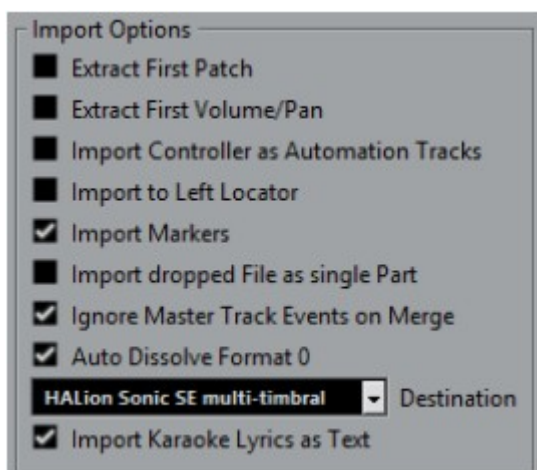 Import Options
Extract First Patch
Extract First Volume/Pan
Import Controller as Automation Tracks
Import to Left Locator
Import Markers
Import dropped File as single Part
Ignore Master Track Events on Merge
Auto Dissolve Format 0
HALion Sonic SE multi-timbral Destination
Import Karaoke Lyrics as Text